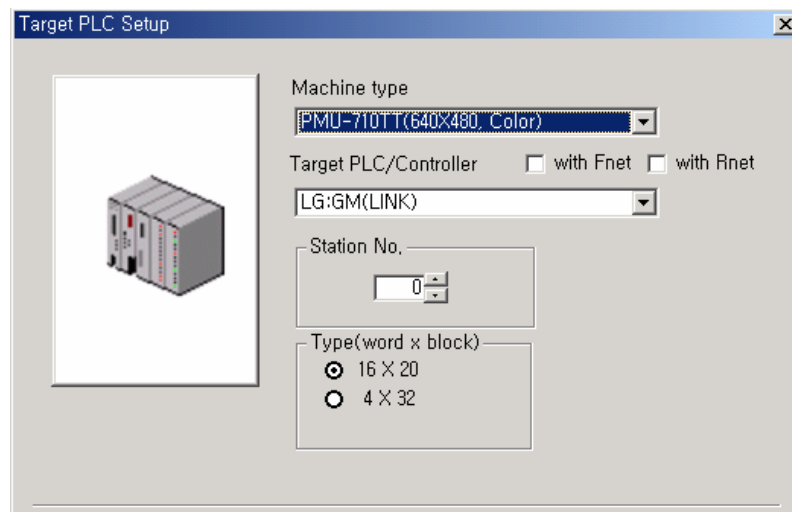 Target PLC Setup
Machine type
PMU-710TT(640X480, Color)
Target PLC/Controller with Fnet with Rnet
LG:GM(LINK)
Station No,
0
Type(word x block)
16 X 20
4 X 32